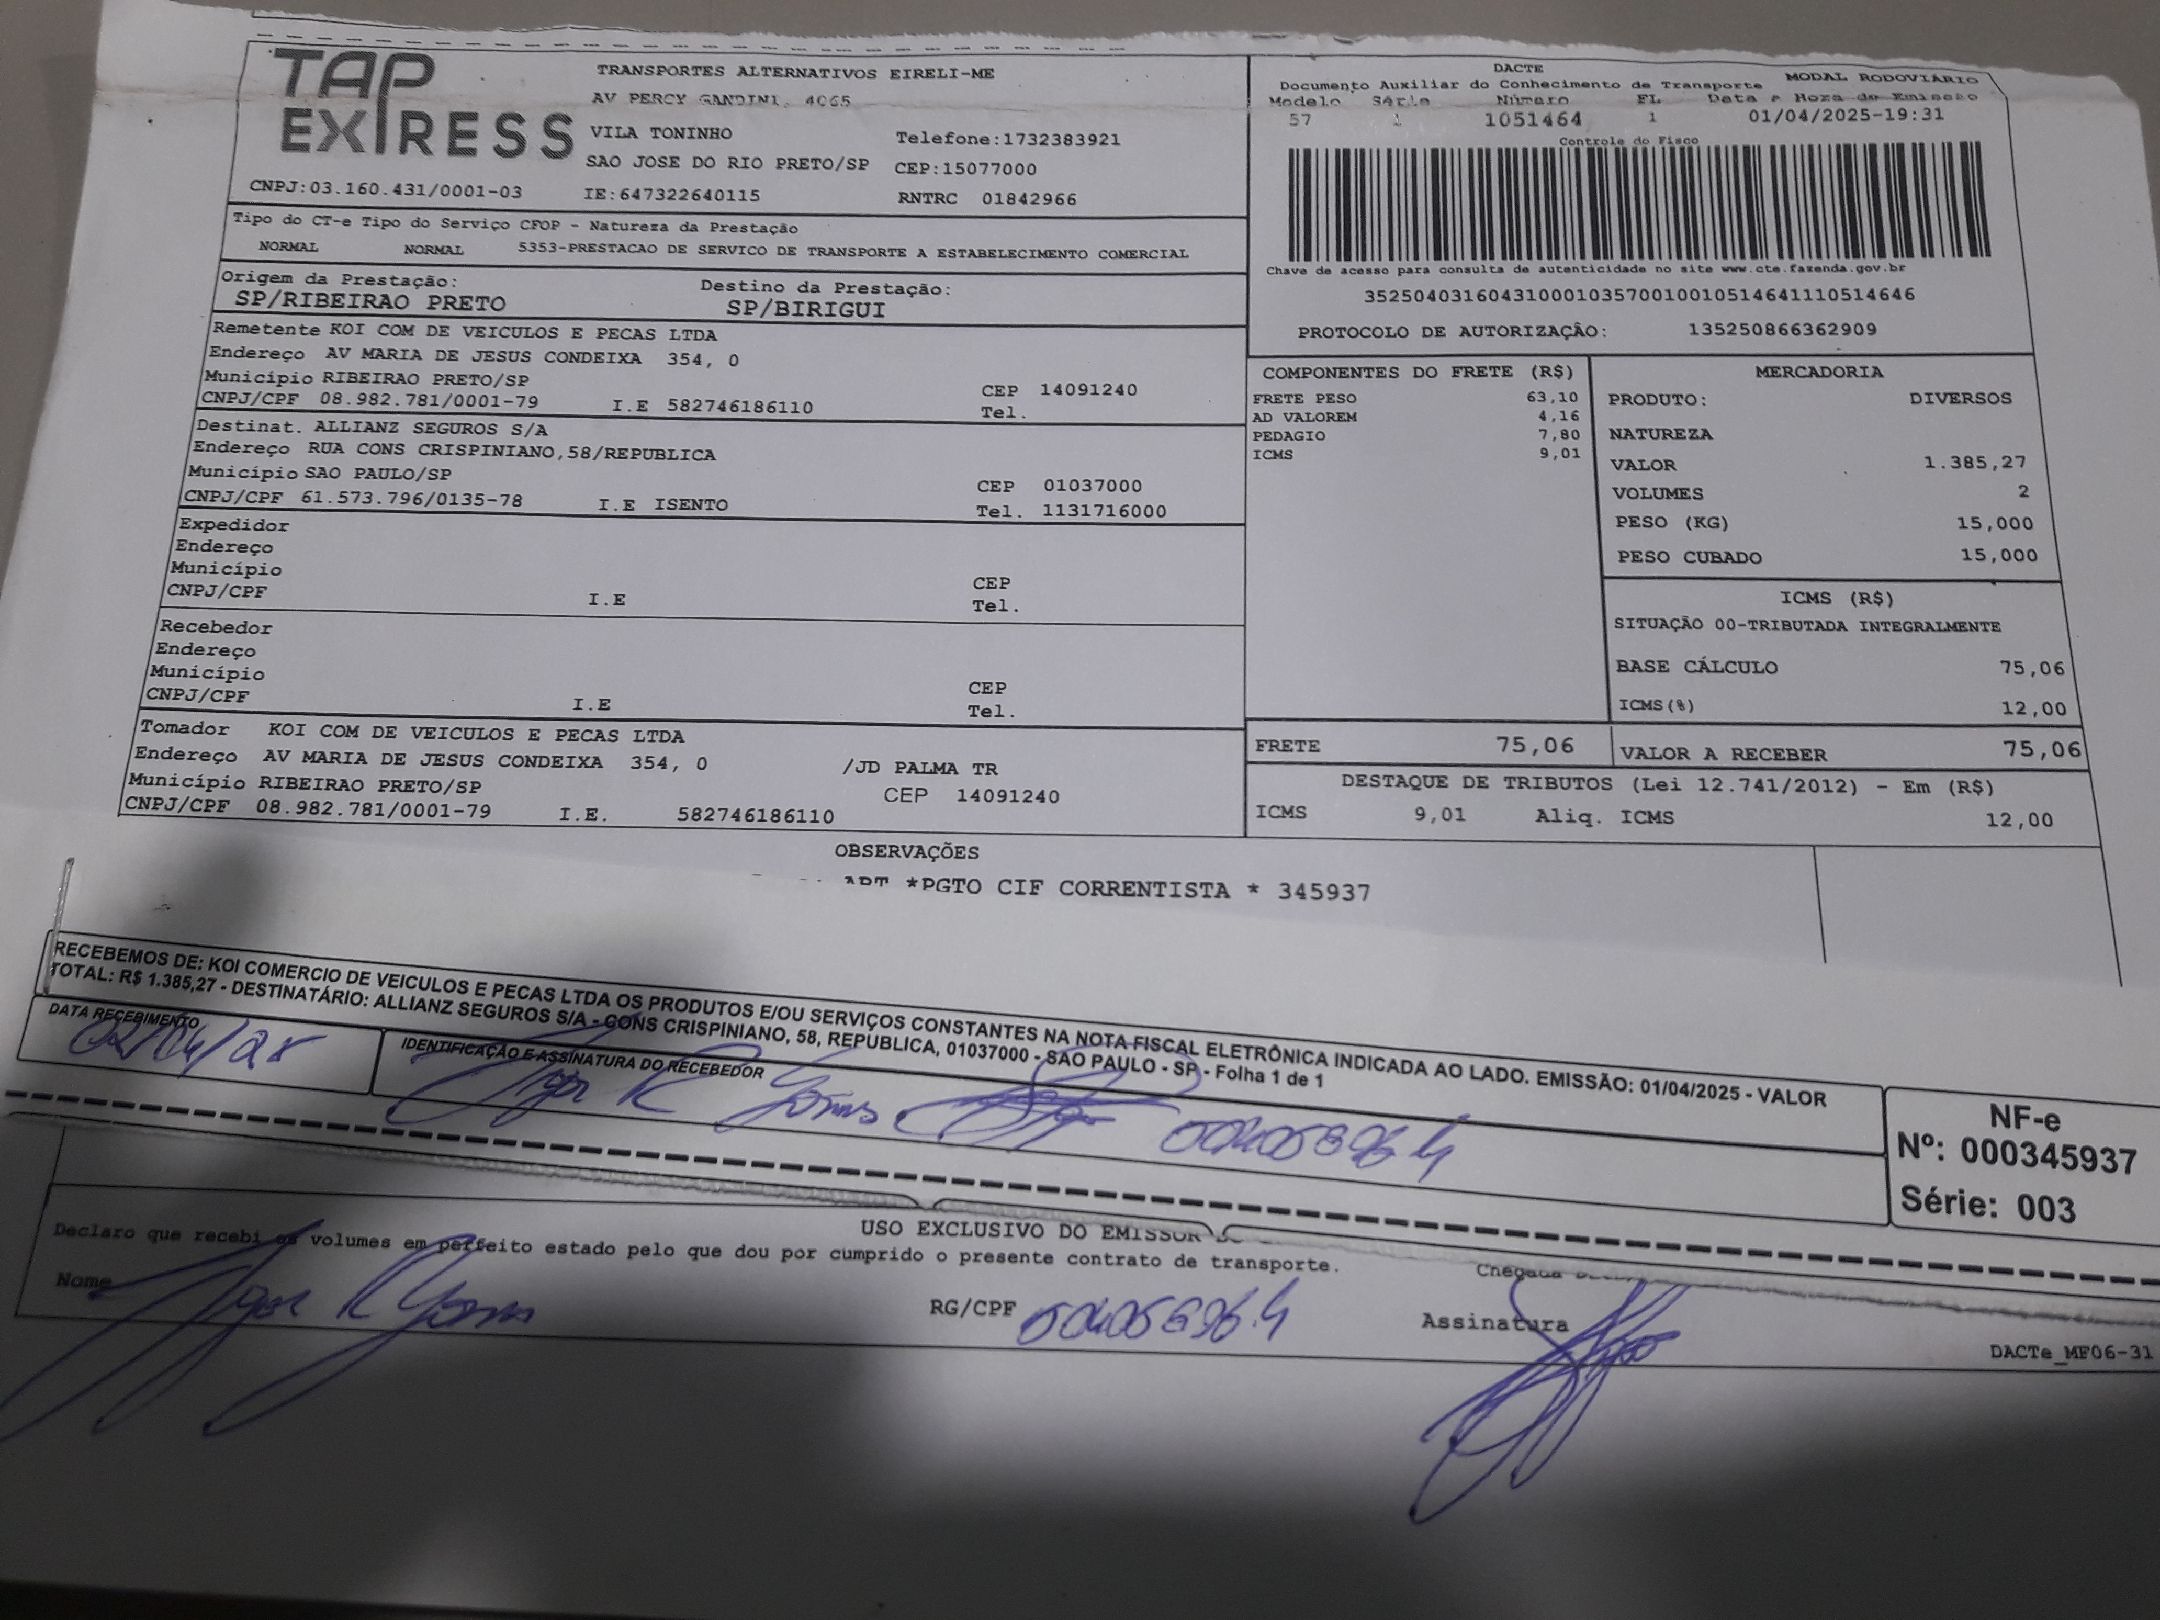 TAP
EXPRESS
TRANSPORTES ALTERNATIVOS EIRELI-ME
AV PERCY GANDINI, 4065
VILA TONINHO Telefone:1732383921
SAO JOSE DO RIO PRETO/SP CEP:15077000
CNPJ:03.160.431/0001-03 IE:647322640115 RNTRC 01842966
Tipo do CT-e Tipo do Serviço CFOP - Natureza da Prestação
NORMAL NORMAL 5353-PRESTACAO DE SERVICO DE TRANSPORTE A ESTABELECIMENTO COMERCIAL
Origem da Prestação: Destino da Prestação:
SP/RIBEIRAO PRETO SP/BIRIGUI
Remetente KOI COM DE VEICULOS E PECAS LTDA
Endereço AV MARIA DE JESUS CONDEIXA 354, 0
Município RIBEIRAO PRETO/SP CEP 14091240
CNPJ/CPF 08.982.781/0001-79 I.E 582746186110 Tel.
Destinat. ALLIANZ SEGUROS S/A
Endereço RUA CONS CRISPINIANO,58/REPUBLICA
Município SAO PAULO/SP CEP 01037000
CNPJ/CPF 61.573.796/0135-78 I.E ISENTO Tel. 1131716000
Expedidor
Endereço
Município CEP
CNPJ/CPF I.E Tel.
Recebedor
Endereço
Município CEP
CNPJ/CPF I.E Tel.
Tomador KOI COM DE VEICULOS E PECAS LTDA
Endereço AV MARIA DE JESUS CONDEIXA 354, 0 /JD PALMA TR
Município RIBEIRAO PRETO/SP CEP 14091240
CNPJ/CPF 08.982.781/0001-79 I.E. 582746186110
DACTE
Documento Auxiliar do Conhecimento de Transporte MODAL RODOVIÁRIO
Modelo Série Número FL Data e Hora de Emissão
57 1 1051464 1 01/04/2025-19:31
Controle do Fisco
Chave de acesso para consulta de autenticidade no site www.cte.fazenda.gov.br
35250403160431000103570010010514641110514646
PROTOCOLO DE AUTORIZAÇÃO: 135250866362909
COMPONENTES DO FRETE (R$)
FRETE PESO 63,10
AD VALOREM 4,16
PEDAGIO 7,80
ICMS 9,01
MERCADORIA
PRODUTO: DIVERSOS
NATUREZA
VALOR 1.385,27
VOLUMES 2
PESO (KG) 15,000
PESO CUBADO 15,000
ICMS (R$)
SITUAÇÃO 00-TRIBUTADA INTEGRALMENTE
BASE CÁLCULO 75,06
ICMS(%) 12,00
FRETE 75,06 VALOR A RECEBER 75,06
DESTAQUE DE TRIBUTOS (Lei 12.741/2012) - Em (R$)
ICMS 9,01 Aliq. ICMS 12,00
OBSERVAÇÕES
*PGTO CIF CORRENTISTA * 345937
RECEBEMOS DE: KOI COMERCIO DE VEICULOS E PECAS LTDA OS PRODUTOS E/OU SERVIÇOS CONSTANTES NA NOTA FISCAL ELETRÔNICA INDICADA AO LADO. EMISSÃO: 01/04/2025 - VALOR
TOTAL: R$ 1.385,27 - DESTINATÁRIO: ALLIANZ SEGUROS S/A - CONS CRISPINIANO, 58, REPUBLICA, 01037000 - SAO PAULO - SP - Folha 1 de 1
DATA RECEBIMENTO
IDENTIFICAÇÃO E ASSINATURA DO RECEBEDOR
NF-e
Nº: 000345937
Série: 003
USO EXCLUSIVO DO EMISSOR
Declaro que recebi os volumes em perfeito estado pelo que dou por cumprido o presente contrato de transporte.
Chegada
Nome RG/CPF Assinatura
DACTe_MF06-31